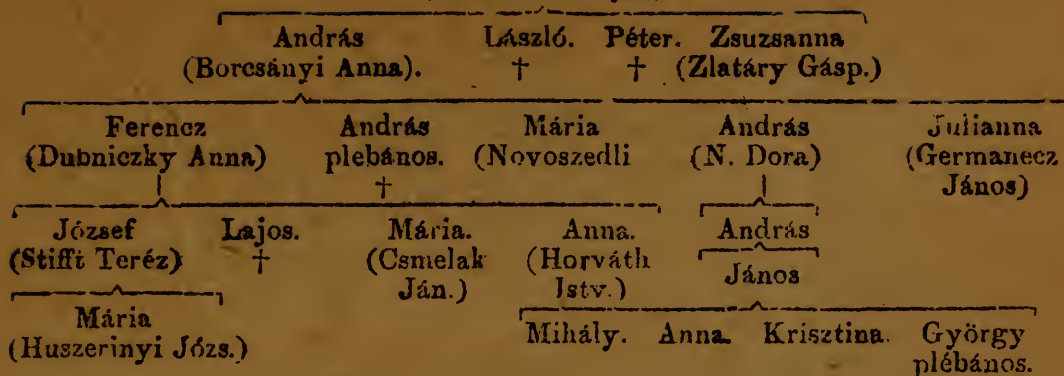 András László. Péter. Zsuzsanna
(Borcsányi Anna). † † (Zlatáry Gásp.)
Ferencz András Mária András Julianna
(Dubniczky Anna) plebános. (Novoszedli (N. Dora) (Germanecz
† János)
József Lajos. Mária. Anna. András
(Stifft Teréz) † (Csmelak (Horváth János
Ján.) Istv.)
Mária Mihály. Anna. Krisztina. György
(Huszerinyi Józs.) plébános.